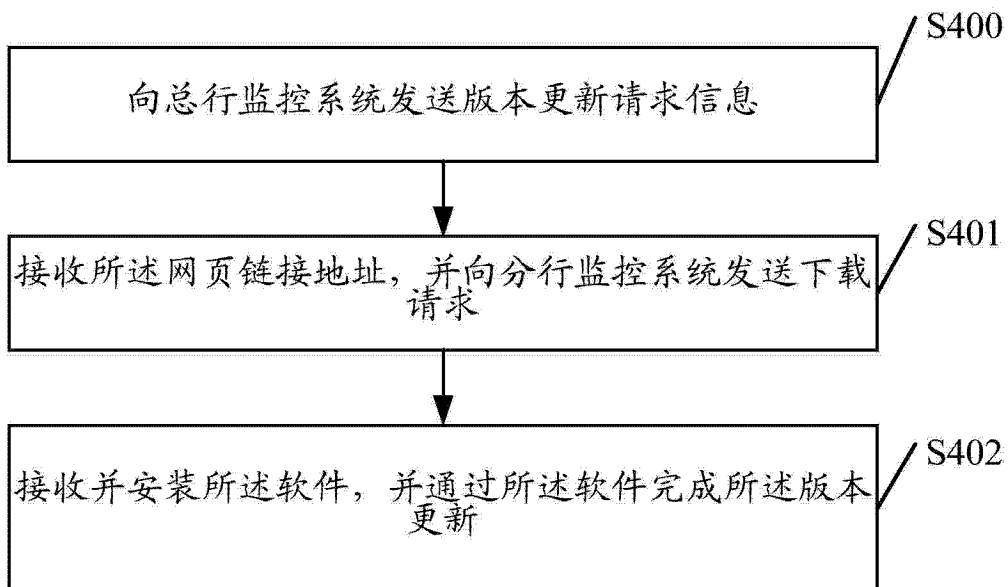 S400
向总行监控系统发送版本更新请求信息
S401
接收所述网页链接地址，并向分行监控系统发送下载
请求
S402
接收并安装所述软件，并通过所述软件完成所述版本
更新